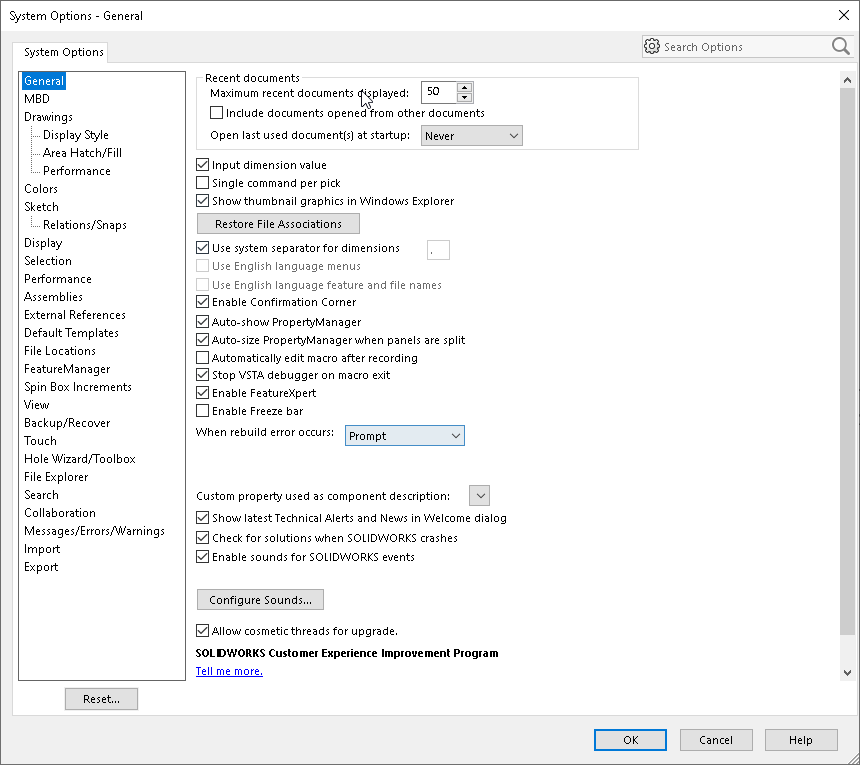 System Options - General
System Options
Search Options
General
MBD
Drawings
Display Style
Area Hatch/Fill
Performance
Colors
Sketch
Relations/Snaps
Display
Selection
Performance
Assemblies
External References
Default Templates
File Locations
FeatureManager
Spin Box Increments
View
Backup/Recover
Touch
Hole Wizard/Toolbox
File Explorer
Search
Collaboration
Messages/Errors/Warnings
Import
Export
Reset...
Recent documents
Maximum recent documents displayed: 50
Include documents opened from other documents
Open last used document(s) at startup: Never
Input dimension value
Single command per pick
Show thumbnail graphics in Windows Explorer
Restore File Associations
Use system separator for dimensions .
Use English language menus
Use English language feature and file names
Enable Confirmation Corner
Auto-show PropertyManager
Auto-size PropertyManager when panels are split
Automatically edit macro after recording
Stop VSTA debugger on macro exit
Enable FeatureXpert
Enable Freeze bar
When rebuild error occurs: Prompt
Custom property used as component description:
Show latest Technical Alerts and News in Welcome dialog
Check for solutions when SOLIDWORKS crashes
Enable sounds for SOLIDWORKS events
Configure Sounds...
Allow cosmetic threads for upgrade.
SOLIDWORKS Customer Experience Improvement Program
Tell me more.
OK Cancel Help